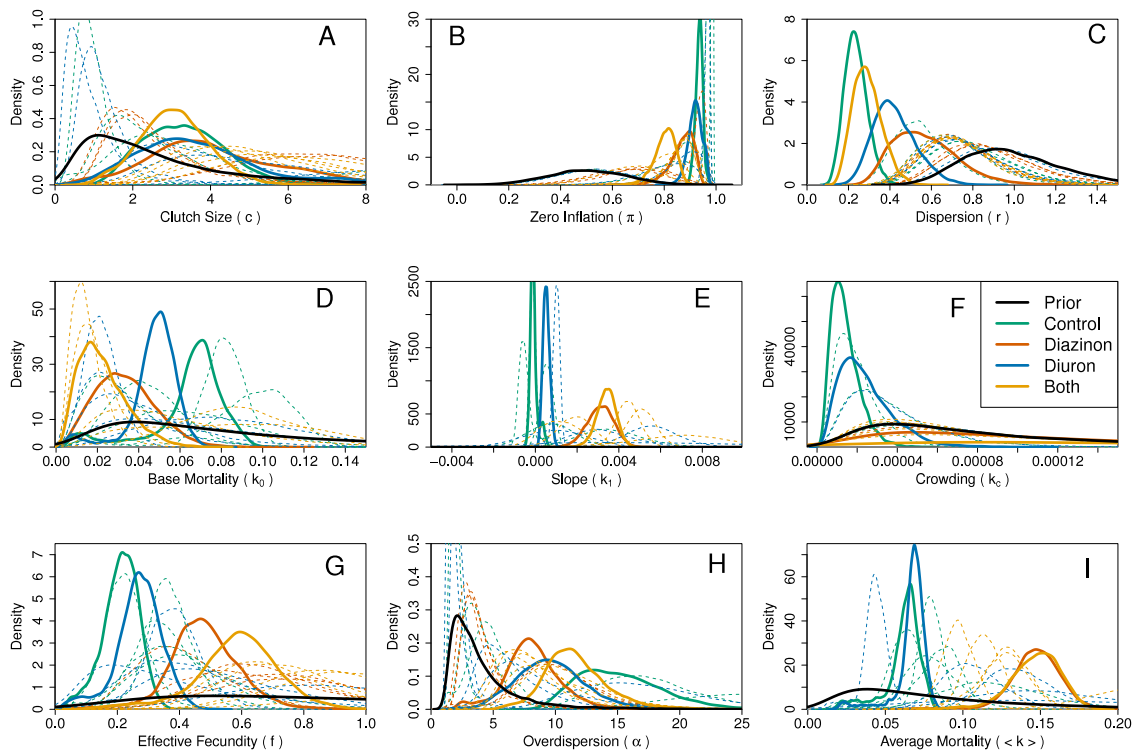 A
Density
0.0 0.2 0.4 0.6 0.8 1.0
0 2 4 6 8
Clutch Size ( c )
B
Density
0 5 10 15 20 25 30
0.0 0.2 0.4 0.6 0.8 1.0
Zero Inflation ( π )
C
Density
0 2 4 6 8
0.0 0.2 0.4 0.6 0.8 1.0 1.2 1.4
Dispersion ( r )
D
Density
0 10 30 50
0.00 0.02 0.04 0.06 0.08 0.10 0.12 0.14
Base Mortality ( k₀ )
E
Density
0 500 1500 2500
−0.004 0.000 0.004 0.008
Slope ( k₁ )
F
Density
10000 40000
0.00000 0.00004 0.00008 0.00012
Crowding ( k_c )
Prior
Control
Diazinon
Diuron
Both
G
Density
0 1 2 3 4 5 6 7
0.0 0.2 0.4 0.6 0.8 1.0
Effective Fecundity ( f )
H
Density
0.0 0.1 0.2 0.3 0.4 0.5
0 5 10 15 20 25
Overdispersion ( α )
I
Density
0 20 40 60
0.00 0.05 0.10 0.15 0.20
Average Mortality ( < k > )